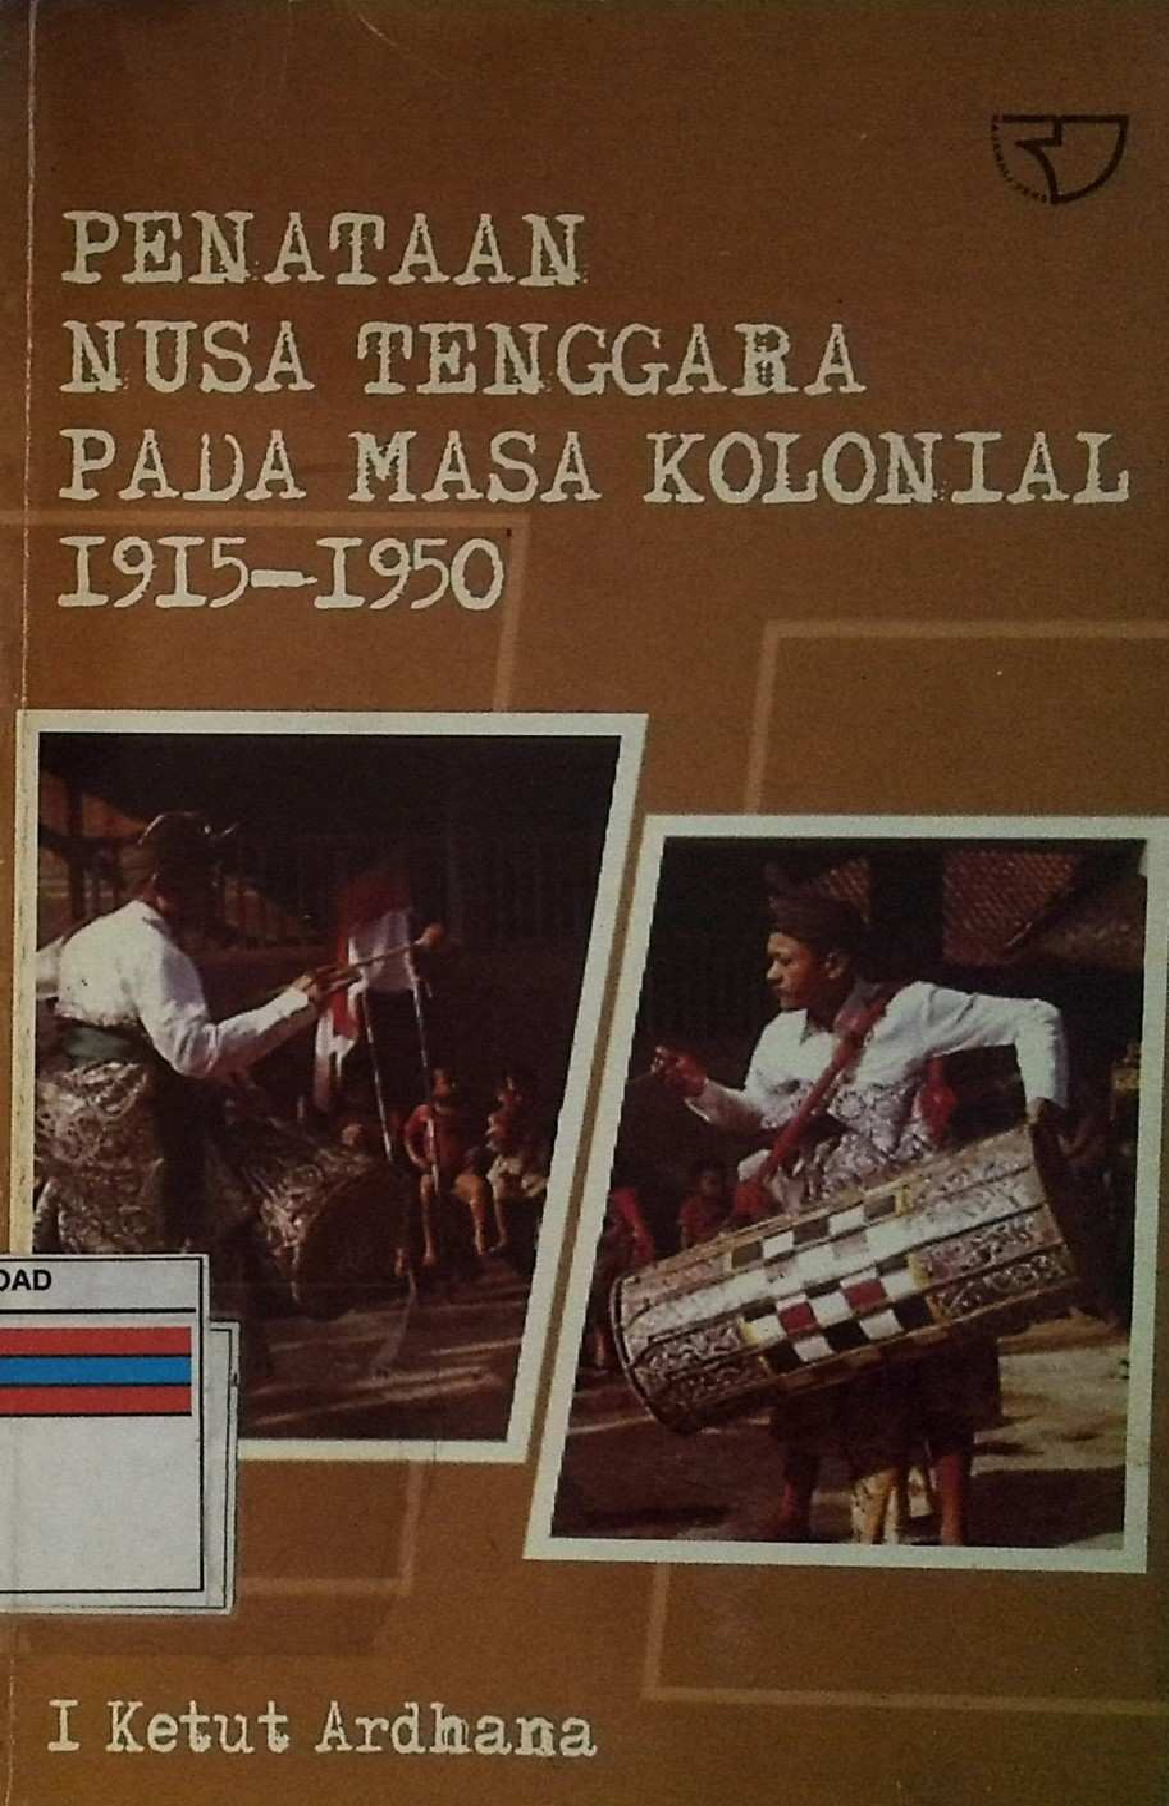 PENATAAN
NUSA TENGGARA
PADA MASA KOLONIAL
1915—1950
OAD
I Ketut Ardhana